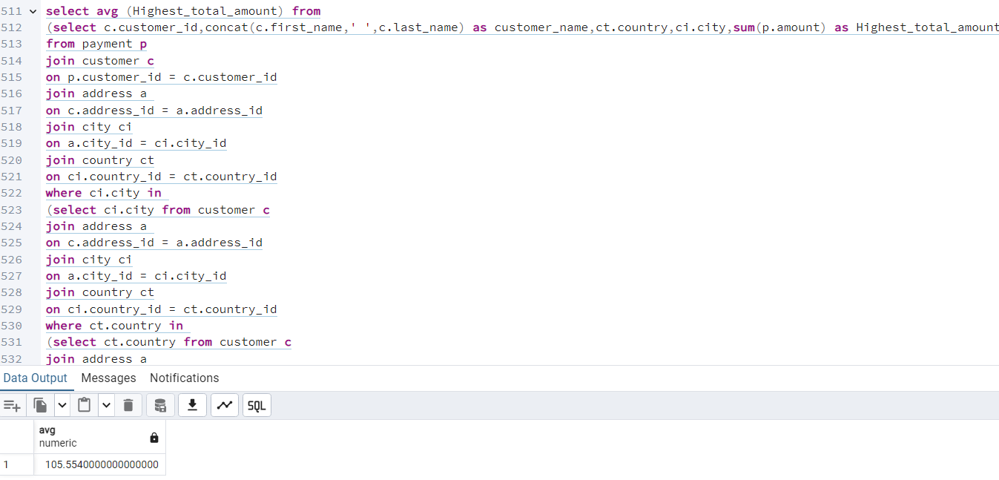 511 select avg (Highest_total_amount) from
512 (select c.customer_id,concat(c.first_name,' ',c.last_name) as customer_name,ct.country,ci.city,sum(p.amount) as Highest_total_amount
513 from payment p
514 join customer c
515 on p.customer_id = c.customer_id
516 join address a
517 on c.address_id = a.address_id
518 join city ci
519 on a.city_id = ci.city_id
520 join country ct
521 on ci.country_id = ct.country_id
522 where ci.city in
523 (select ci.city from customer c
524 join address a
525 on c.address_id = a.address_id
526 join city ci
527 on a.city_id = ci.city_id
528 join country ct
529 on ci.country_id = ct.country_id
530 where ct.country in
531 (select ct.country from customer c
532 join address a
Data Output Messages Notifications
SQL
avg
numeric
1 105.5540000000000000